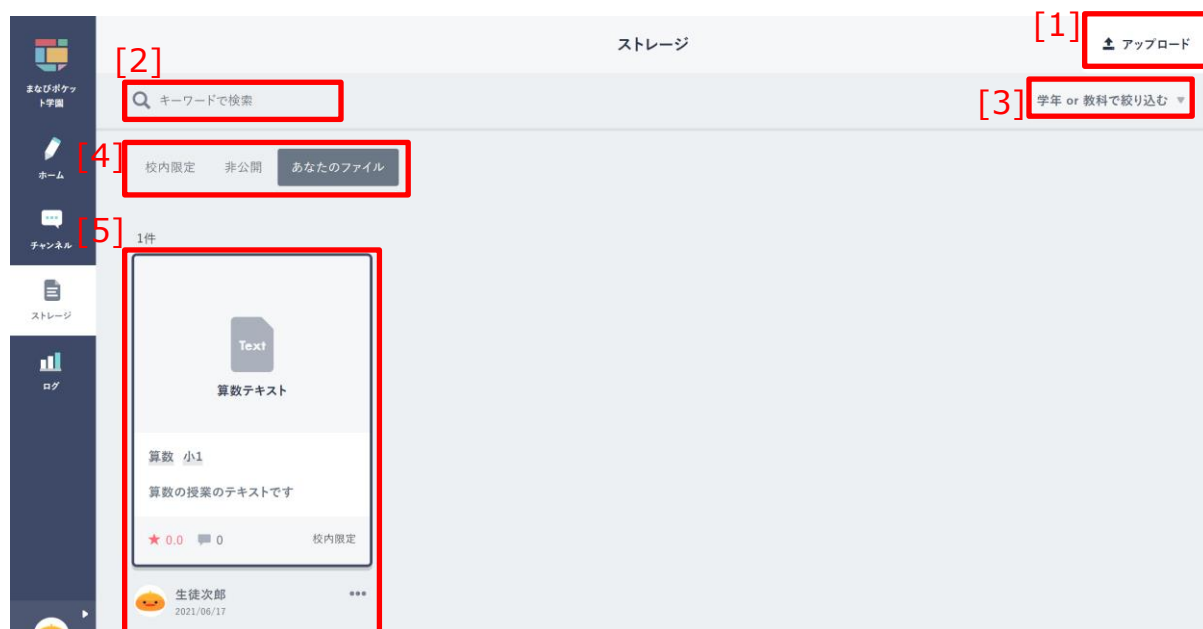 [1]
ストレージ
アップロード
[2]
まなびポケッ
ト学園
キーワードで検索
[3]
学年 or 教科で絞り込む
[4]
校内限定 非公開 あなたのファイル
ホーム
[5]
チャンネル
1件
ストレージ
ログ
Text
算数テキスト
算数 小1
算数の授業のテキストです
0.0 0 校内限定
生徒次郎
2021/06/17